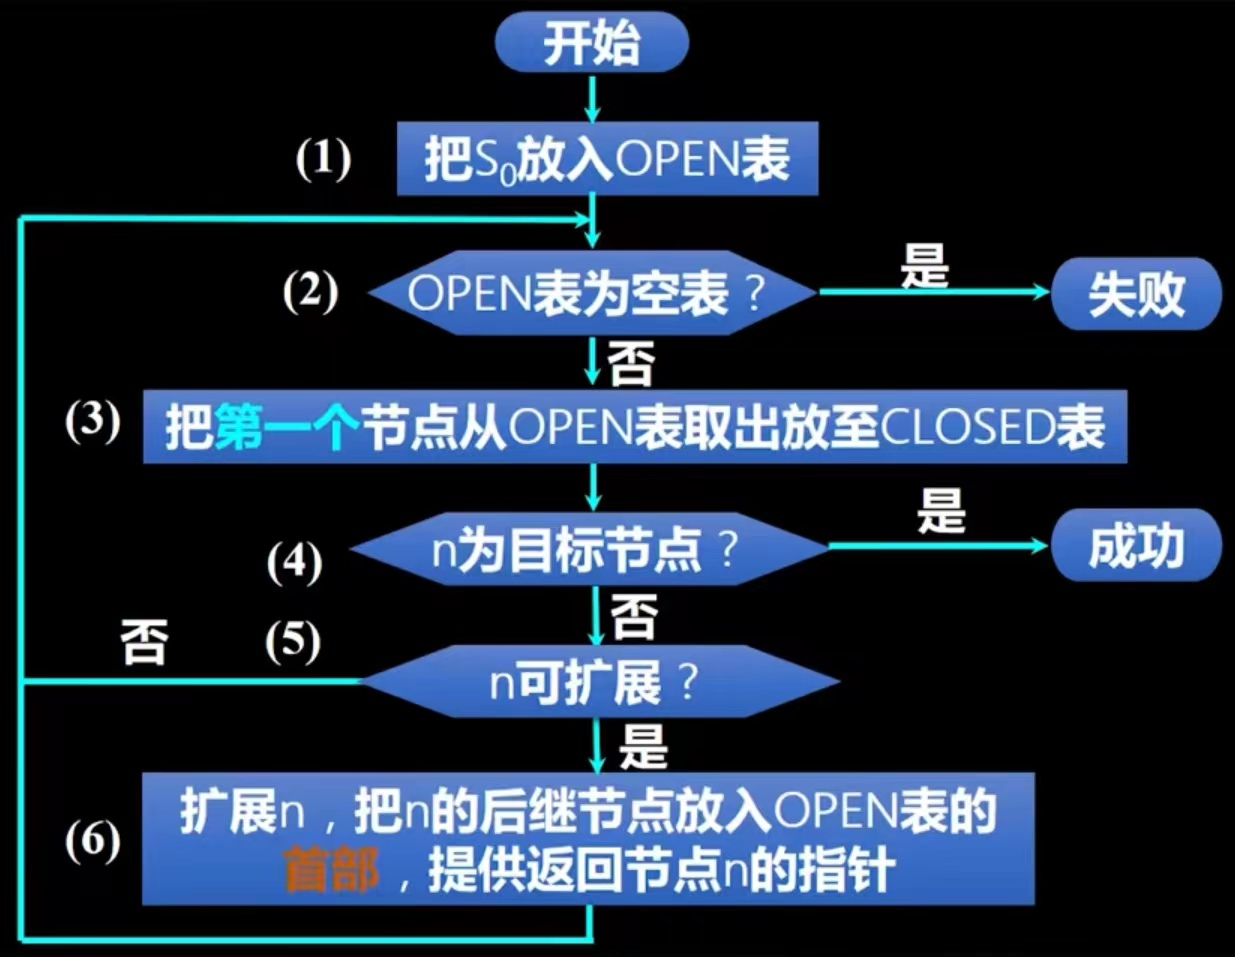 开始
(1)
把S₀放入OPEN表
(2)
OPEN表为空表？
是
失败
否
(3)
把第一个节点从OPEN表取出放至CLOSED表
(4)
n为目标节点？
是
成功
否
否
(5)
n可扩展？
是
(6)
扩展n，把n的后继节点放入OPEN表的
首部，提供返回节点n的指针